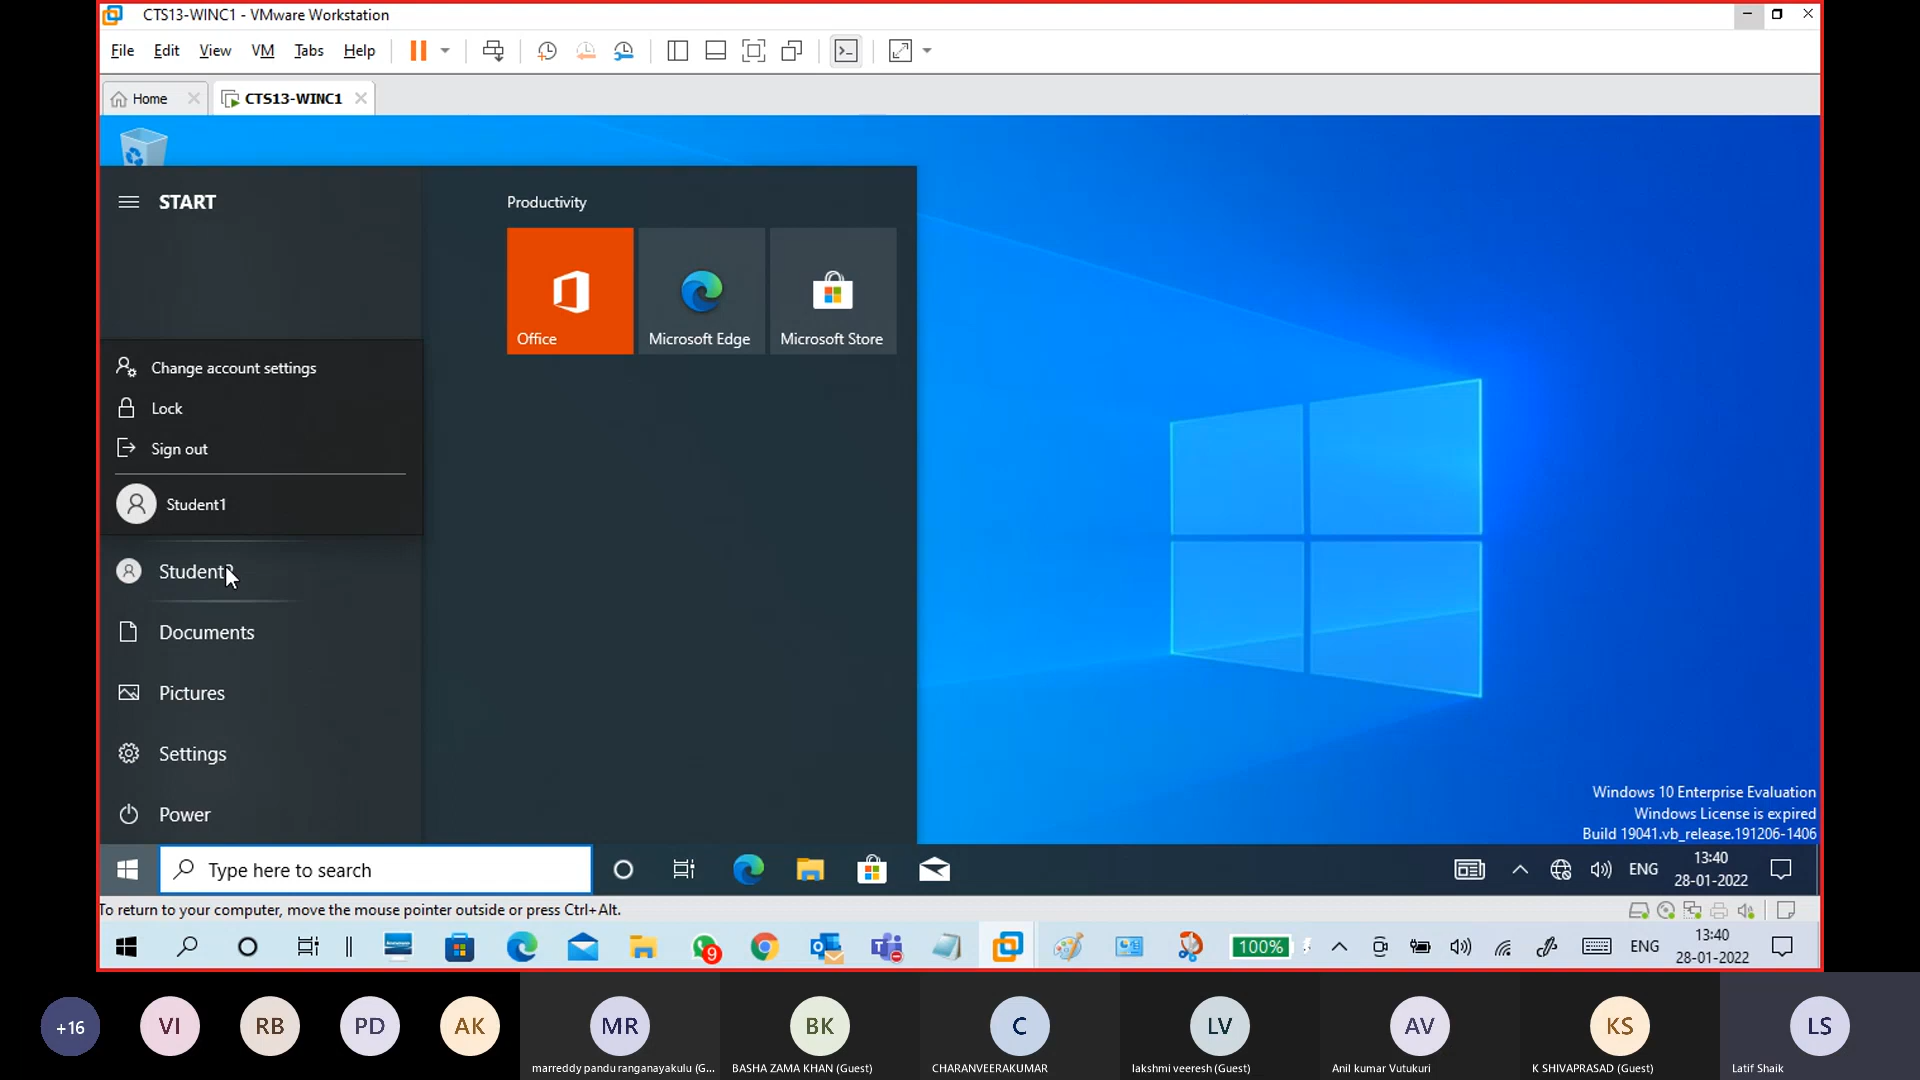 CTS13-WINC1 - VMware Workstation
File Edit View VM Tabs Help
Home CTS13-WINC1
START
Productivity
Office Microsoft Edge Microsoft Store
Change account settings
Lock
Sign out
Student1
Documents
Pictures
Settings
Power
Windows 10 Enterprise Evaluation
Windows License is expired
Build 19041.vb_release.191206-1406
Type here to search
ENG
13:40
28-01-2022
To return to your computer, move the mouse pointer outside or press Ctrl+Alt.
9
100%
ENG
13:40
28-01-2022
+16 VI RB PD AK MR BK C LV AV KS LS
marreddy panduranganayakulu (G... BASHA ZAMA KHAN (Guest) CHARANVEERAKUMAR lakshmi veeresh (Guest) Anil kumar Vutukuri K SHIVAPRASAD (Guest) Latif Shaik